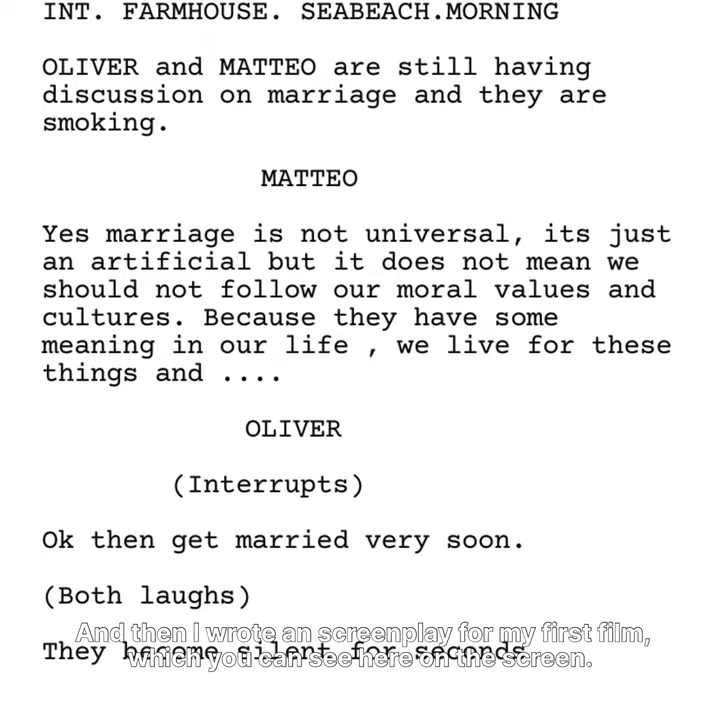 INT. FARMHOUSE. SEABEACH.MORNING
OLIVER and MATTEO are still having
discussion on marriage and they are
smoking.
MATTEO
Yes marriage is not universal, its just
an artificial but it does not mean we
should not follow our moral values and
cultures. Because they have some
meaning in our life , we live for these
things and ....
OLIVER
(Interrupts)
Ok then get married very soon.
(Both laughs)
And then I wrote an screenplay for my first film,
They become silent for seconds
which you can see here on the screen.